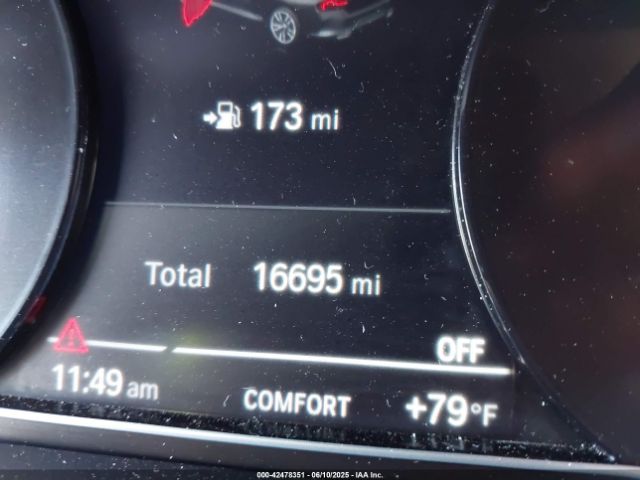 173 mi
Total 16695 mi
OFF
11:49 am
COMFORT
+79°F
000-42478351 - 06/10/2025 - IAA Inc.